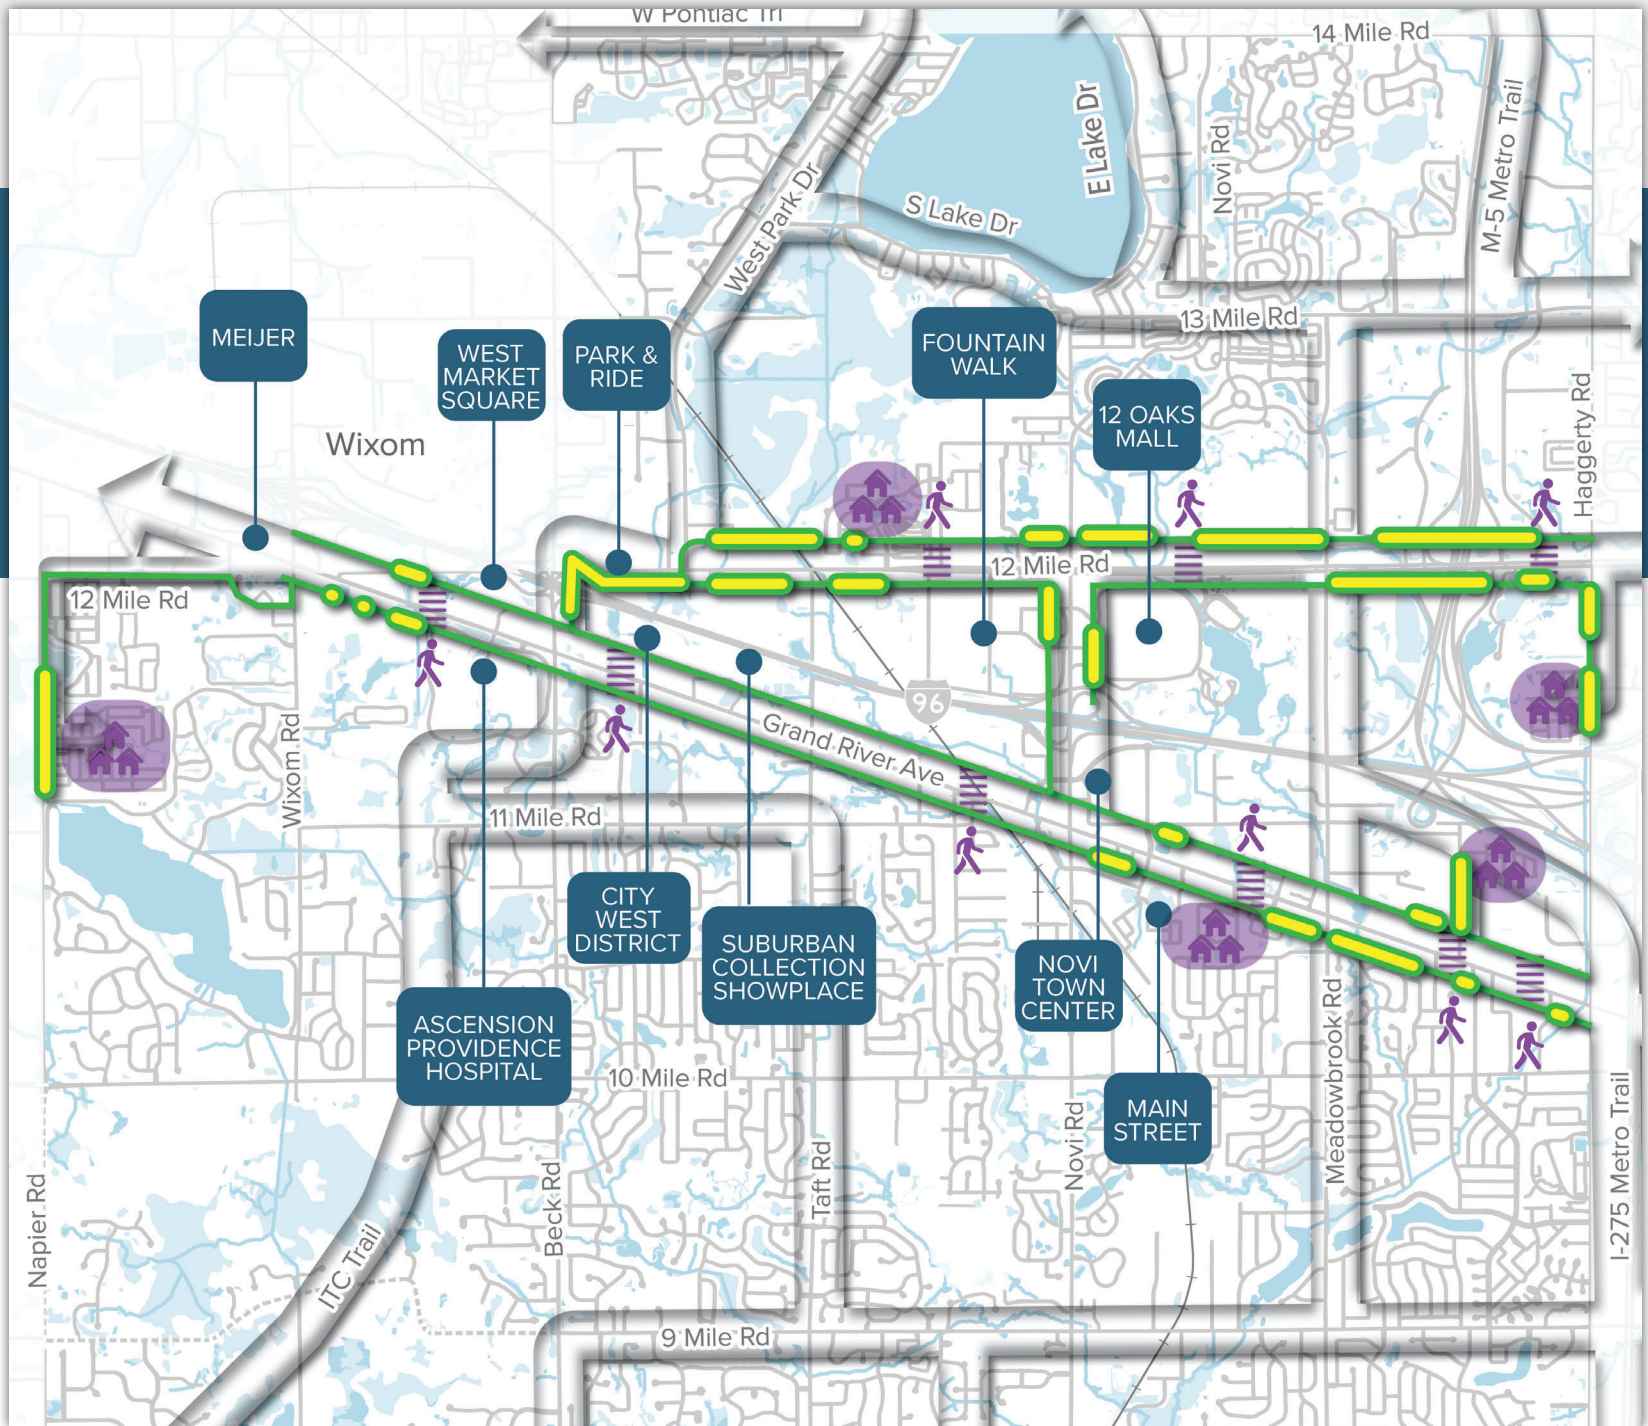 W Pontiac Trl
14 Mile Rd
E Lake Dr
Novi Rd
M-5 Metro Trail
West Park Dr
S Lake Dr
13 Mile Rd
MEIJER
WEST
MARKET
SQUARE
PARK &
RIDE
FOUNTAIN
WALK
12 OAKS
MALL
Haggerty Rd
Wixom
12 Mile Rd
12 Mile Rd
96
Grand River Ave
Wixom Rd
11 Mile Rd
CITY
WEST
DISTRICT
SUBURBAN
COLLECTION
SHOWPLACE
NOVI
TOWN
CENTER
ASCENSION
PROVIDENCE
HOSPITAL
10 Mile Rd
MAIN
STREET
Meadowbrook Rd
I-275 Metro Trail
Napier Rd
ITC Trail
Beck Rd
Taft Rd
Novi Rd
9 Mile Rd